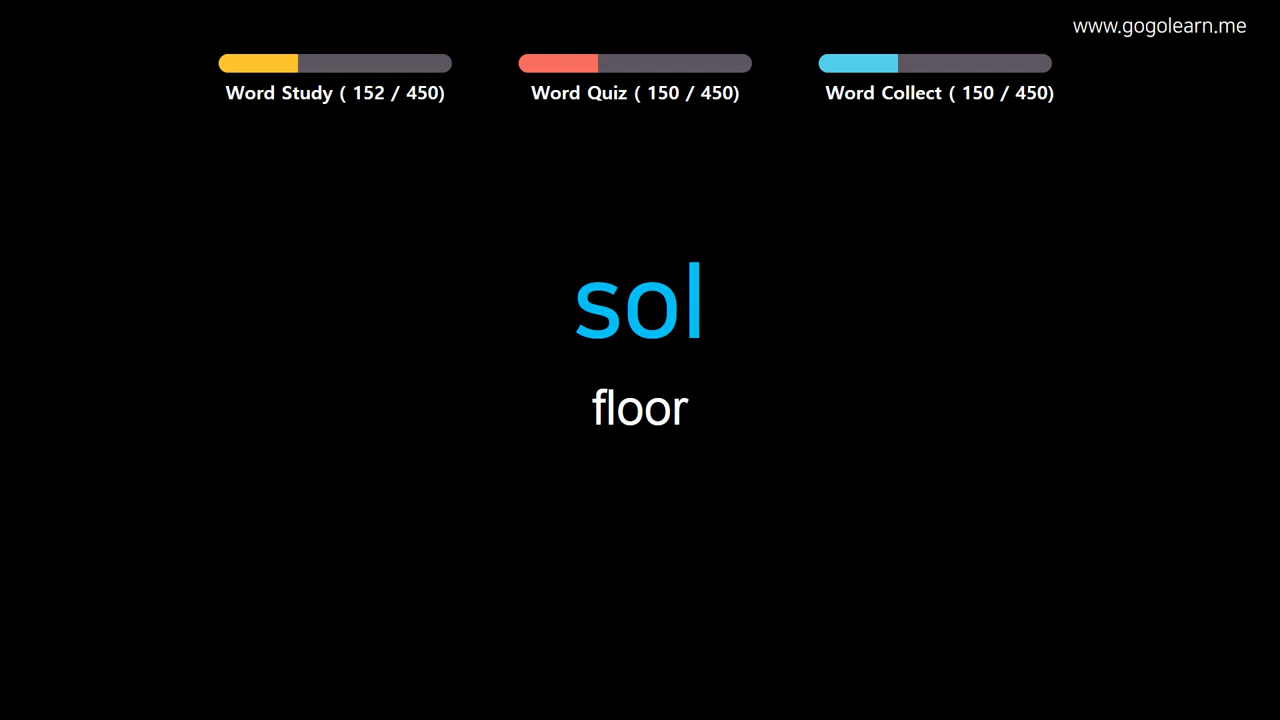 www.gogolearn.me
Word Study ( 152 / 450)
Word Quiz ( 150 / 450)
Word Collect ( 150 / 450)
sol
floor